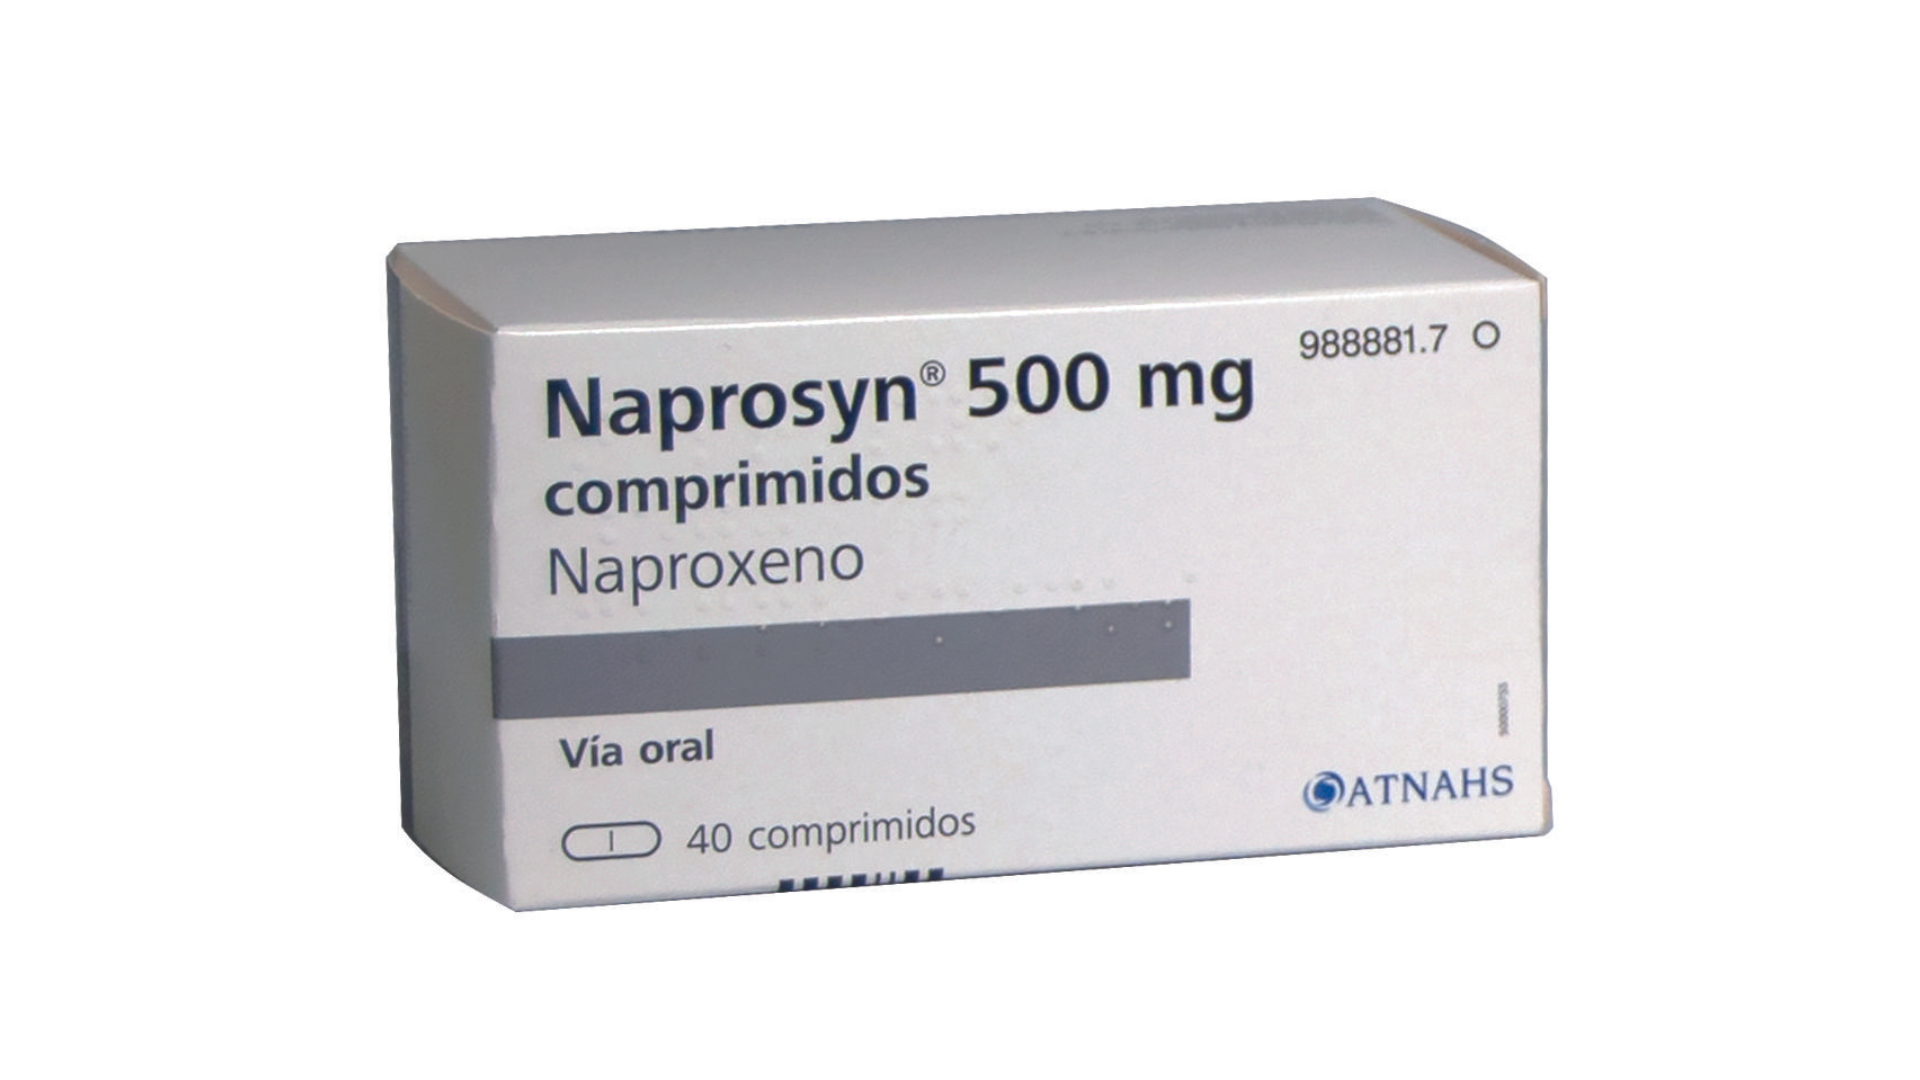 Naprosyn® 500 mg
988881.7 O
comprimidos
Naproxeno
Vía oral
40 comprimidos
ATNAHS